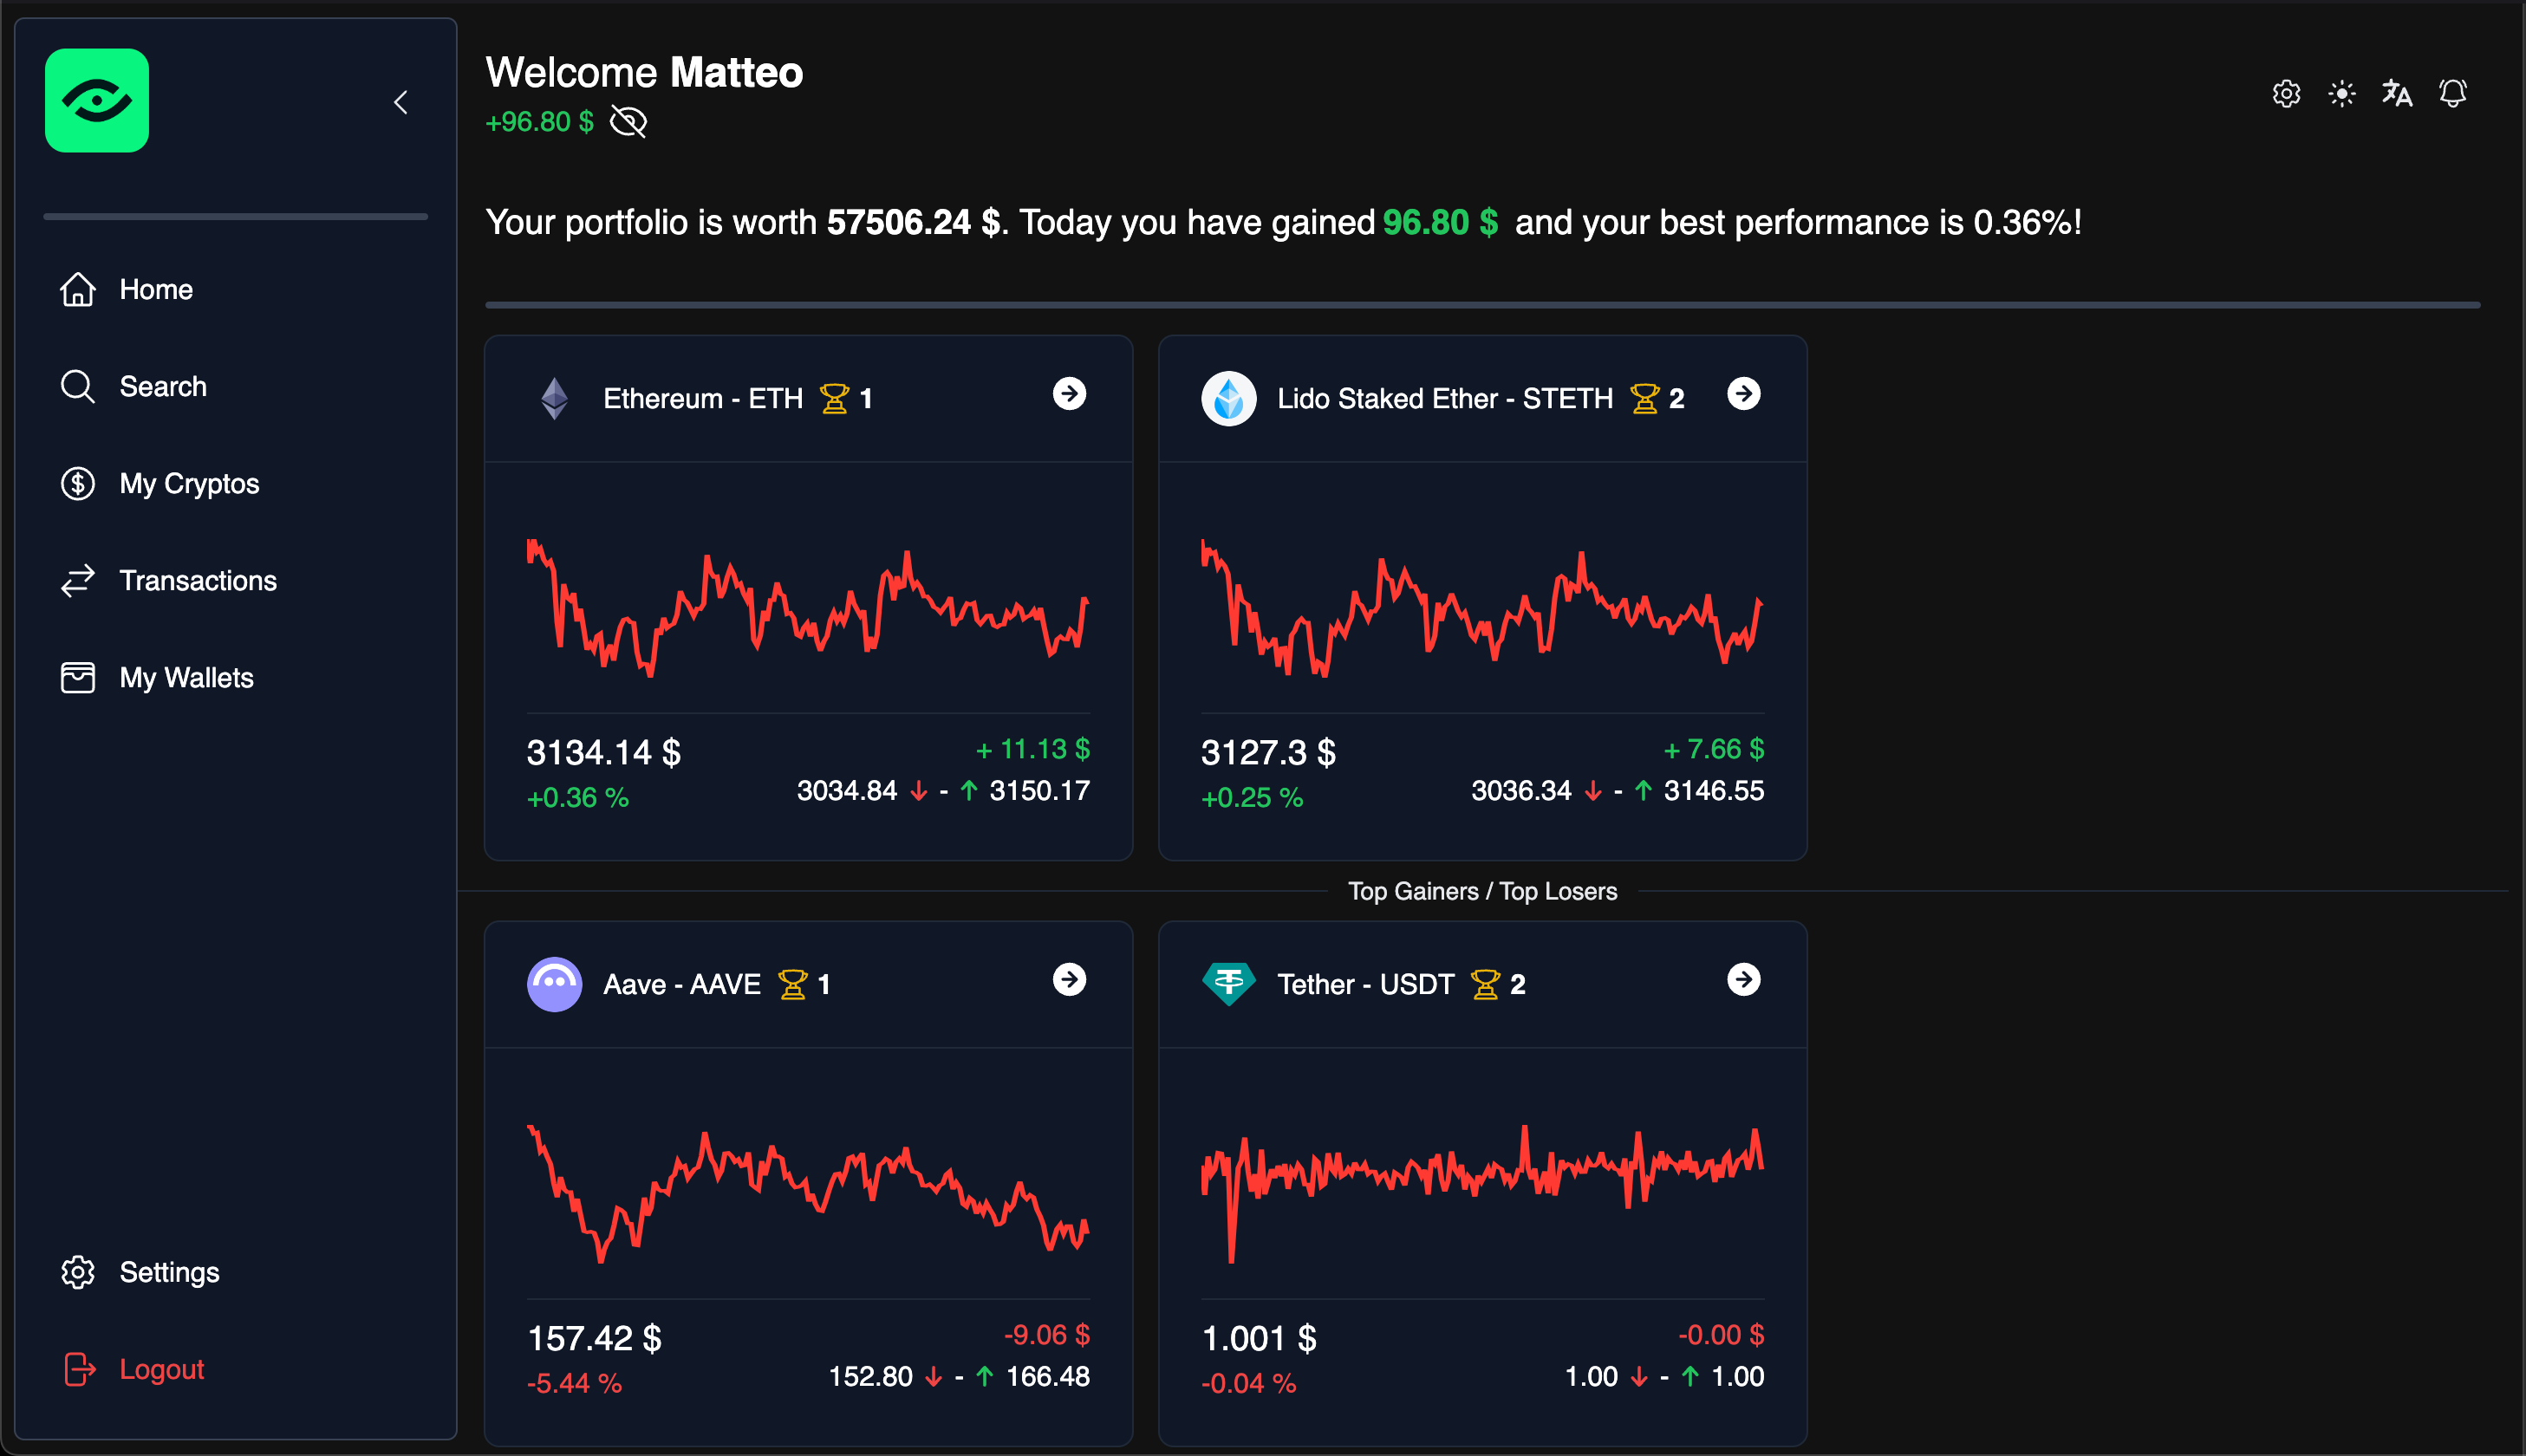 Welcome Matteo
+96.80 $
Your portfolio is worth 57506.24 $. Today you have gained 96.80 $ and your best performance is 0.36%!
Home
Search
My Cryptos
Transactions
My Wallets
Settings
Logout
Ethereum - ETH 1
3134.14 $
+ 11.13 $
+0.36 %
3034.84 ↓ - ↑ 3150.17
Lido Staked Ether - STETH 2
3127.3 $
+ 7.66 $
+0.25 %
3036.34 ↓ - ↑ 3146.55
Top Gainers / Top Losers
Aave - AAVE 1
157.42 $
-9.06 $
-5.44 %
152.80 ↓ - ↑ 166.48
Tether - USDT 2
1.001 $
-0.00 $
-0.04 %
1.00 ↓ - ↑ 1.00